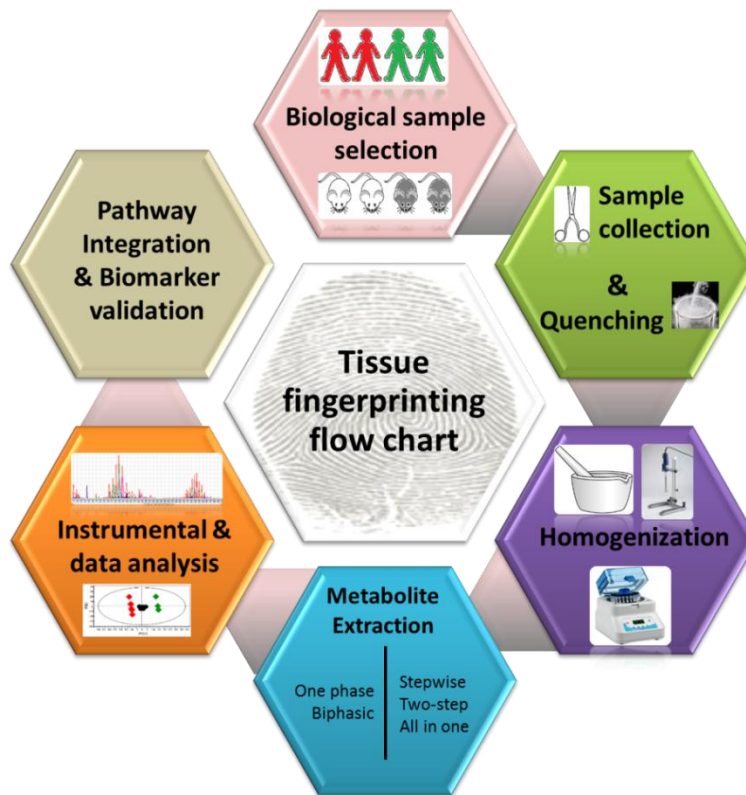 Biological sample
selection
Sample
collection
&
Quenching
Homogenization
Metabolite
Extraction
One phase
Biphasic
Stepwise
Two-step
All in one
Instrumental &
data analysis
Pathway
Integration
& Biomarker
validation
Tissue
fingerprinting
flow chart